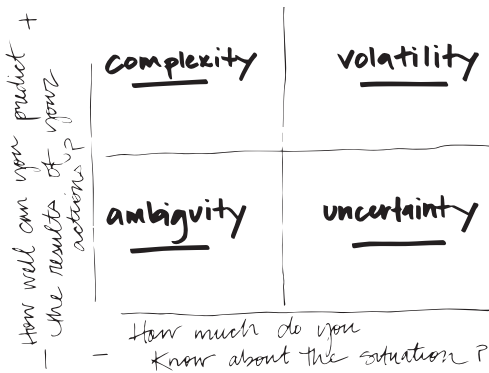 complexity
volatility
ambiguity
uncertainty
How well can you predict
the results of your
actions?
+
-
How much do you
know about the situation?
-